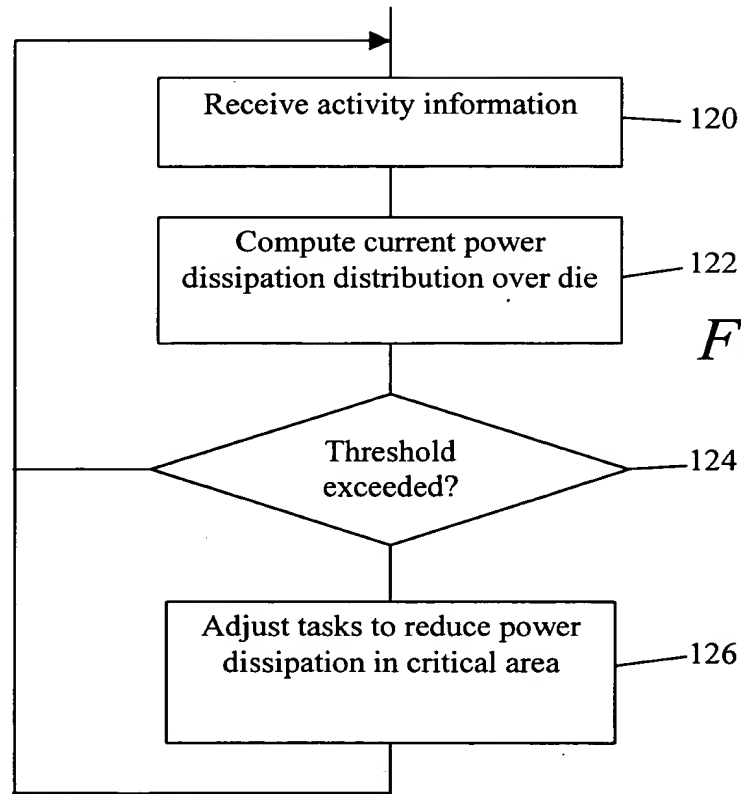 Receive activity information
120
Compute current power
dissipation distribution over die
122
F
Threshold
exceeded?
124
Adjust tasks to reduce power
dissipation in critical area
126